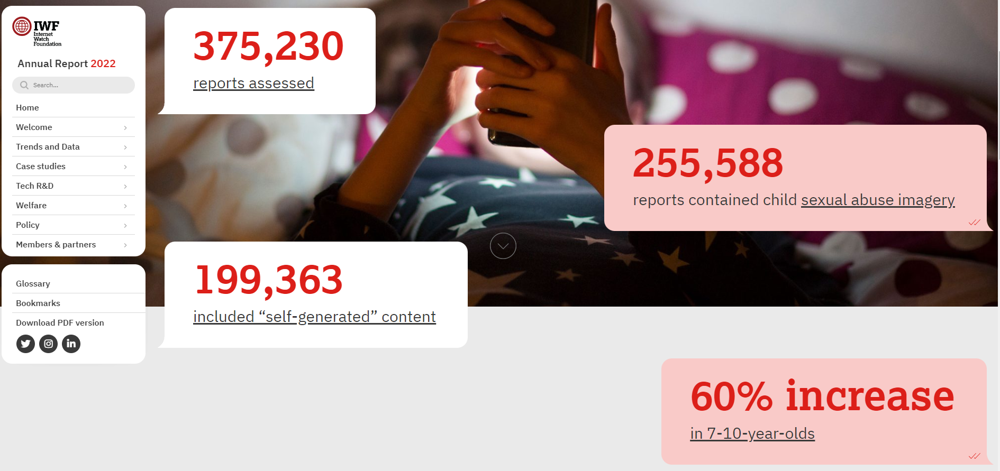 IWF
Internet
Watch
Foundation
Annual Report 2022
Search...
Home
Welcome
Trends and Data
Case studies
Tech R&D
Welfare
Policy
Members & partners
Glossary
Bookmarks
Download PDF version
375,230
reports assessed
255,588
reports contained child sexual abuse imagery
199,363
included “self-generated” content
60% increase
in 7-10-year-olds